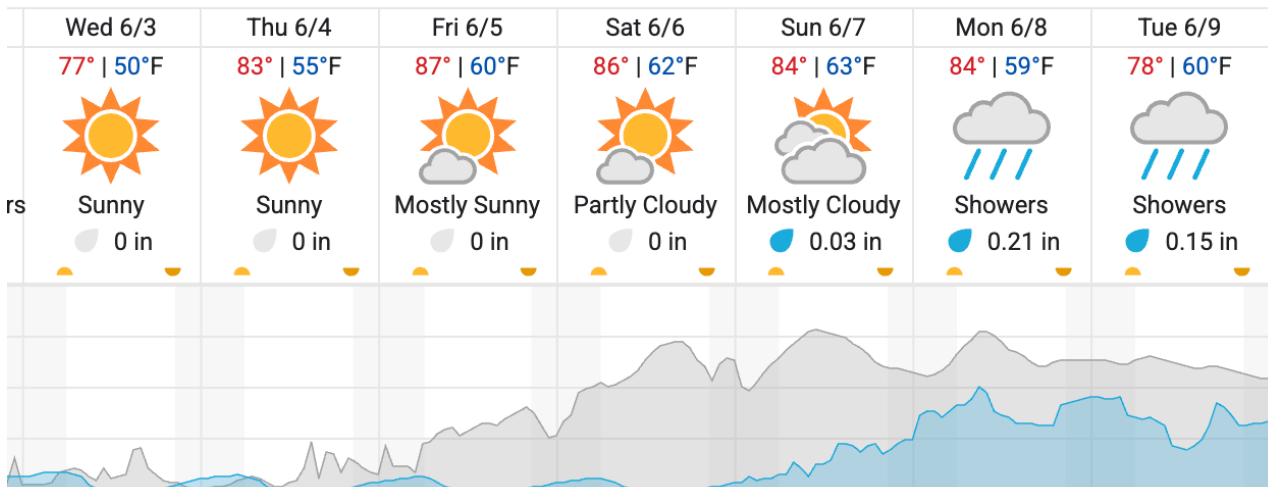 Wed 6/3 Thu 6/4 Fri 6/5 Sat 6/6 Sun 6/7 Mon 6/8 Tue 6/9
77° | 50°F 83° | 55°F 87° | 60°F 86° | 62°F 84° | 63°F 84° | 59°F 78° | 60°F
rs Sunny Sunny Mostly Sunny Partly Cloudy Mostly Cloudy Showers Showers
0 in 0 in 0 in 0 in 0.03 in 0.21 in 0.15 in